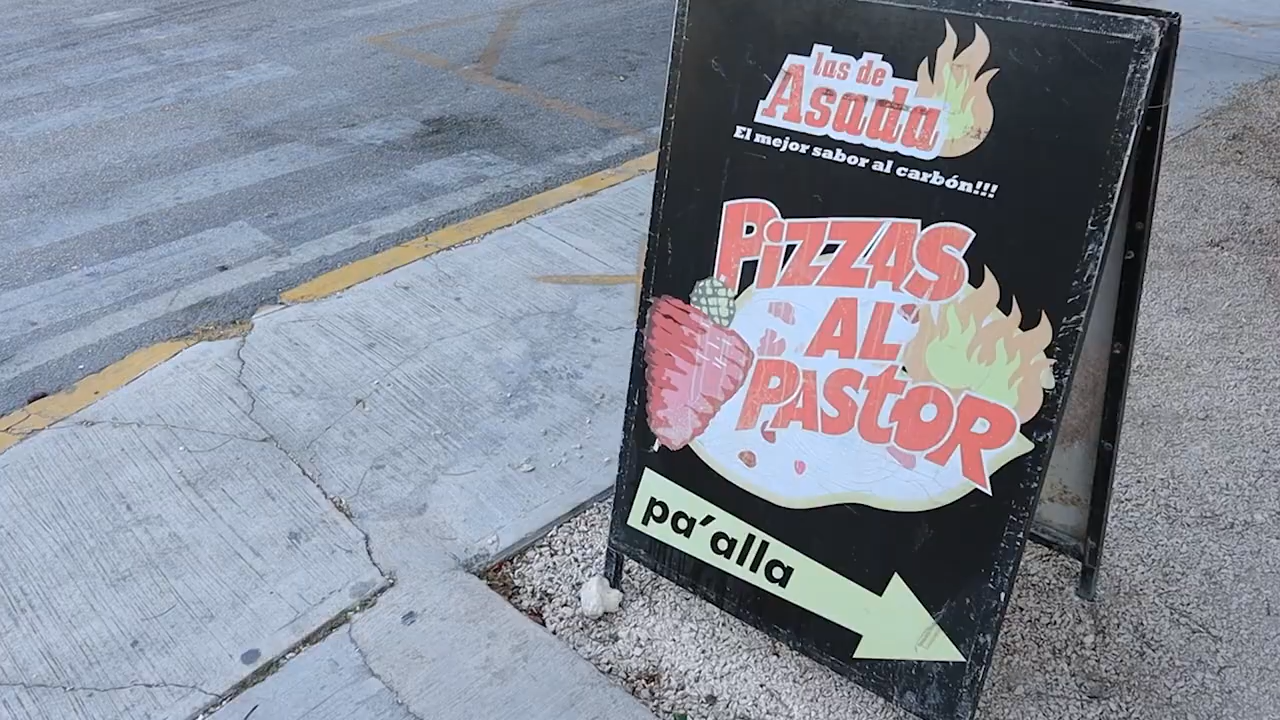 las de
Asada
El mejor sabor al carbón!!!
PiZZAS
AL
PAStOR
pa´alla